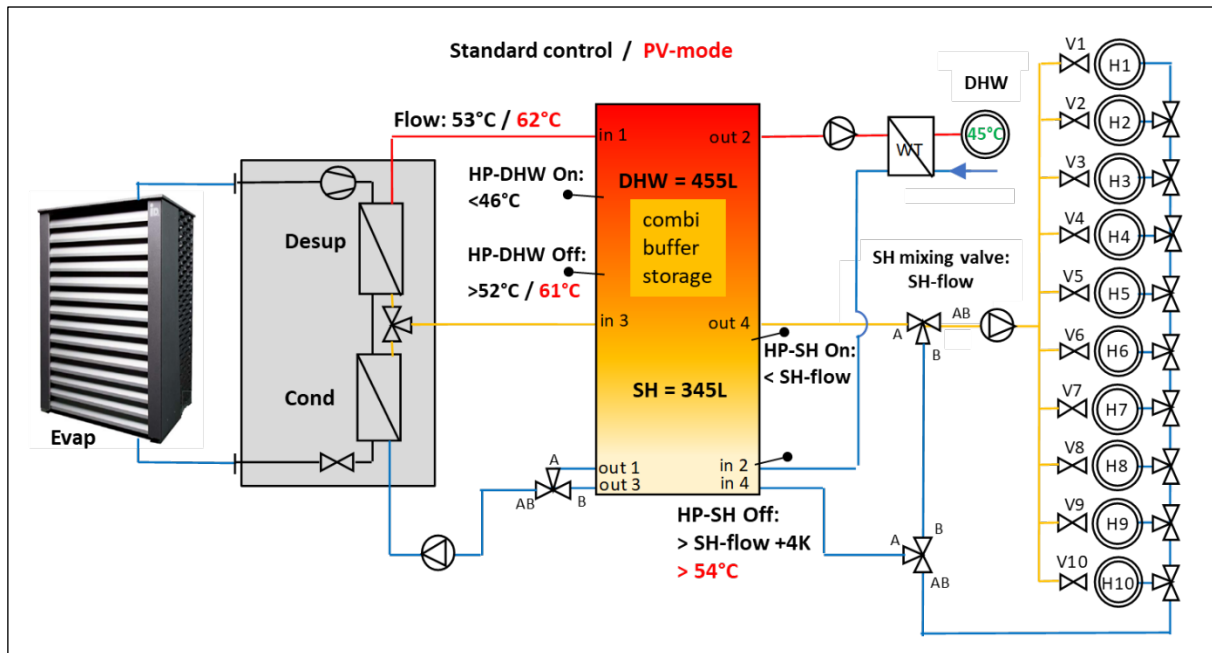 Standard control / PV-mode
Flow: 53°C / 62°C
in 1
out 2
DHW
45°C
WT
HP-DHW On:
<46°C
DHW = 455L
combi
buffer
storage
Desup
HP-DHW Off:
>52°C / 61°C
in 3
out 4
SH mixing valve:
SH-flow
A
AB
B
HP-SH On:
< SH-flow
SH = 345L
Cond
Evap
A
AB
B
out 1
out 3
in 2
in 4
HP-SH Off:
> SH-flow +4K
> 54°C
A
B
AB
V1
H1
V2
H2
V3
H3
V4
H4
V5
H5
V6
H6
V7
H7
V8
H8
V9
H9
V10
H10